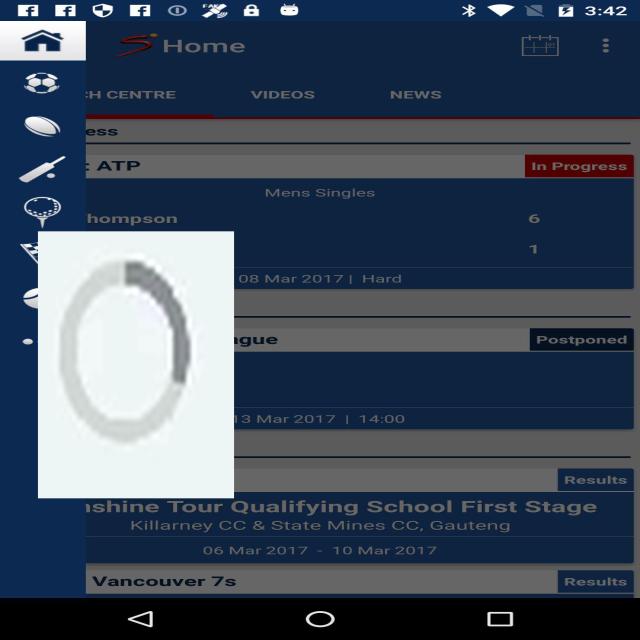 3:42
Home
CH CENTRE VIDEOS NEWS
ess
: ATP In Progress
Mens Singles
hompson 6
1
08 Mar 2017 | Hard
ague Postponed
13 Mar 2017 | 14:00
Results
nshine Tour Qualifying School First Stage
Killarney CC & State Mines CC, Gauteng
06 Mar 2017 - 10 Mar 2017
Vancouver 7s Results